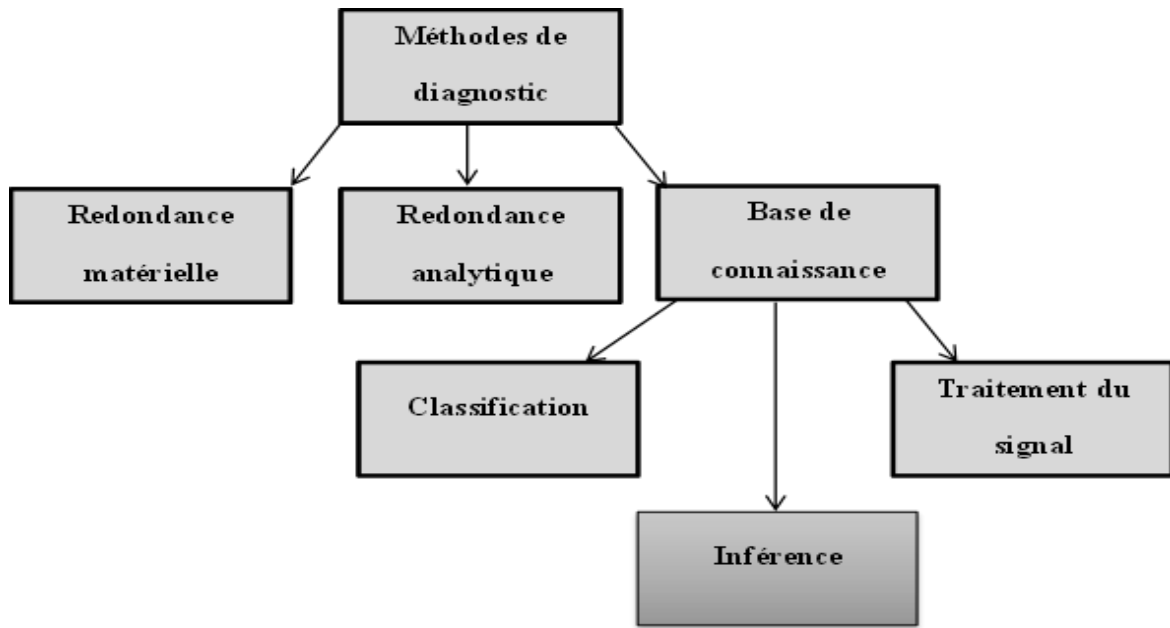 Méthodes de
diagnostic
Redondance
matérielle
Redondance
analytique
Base de
connaissance
Classification
Traitement du
signal
Inférence